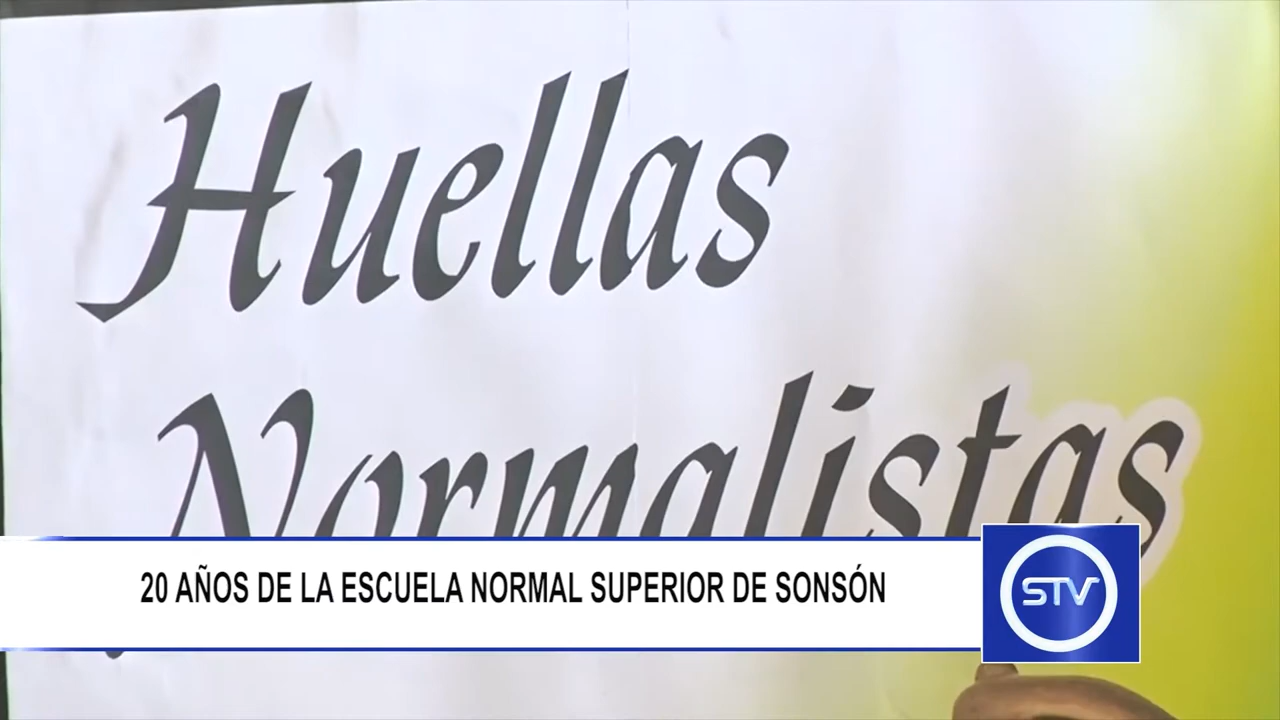 Huellas
Normalistas
20 AÑOS DE LA ESCUELA NORMAL SUPERIOR DE SONSÓN
STV